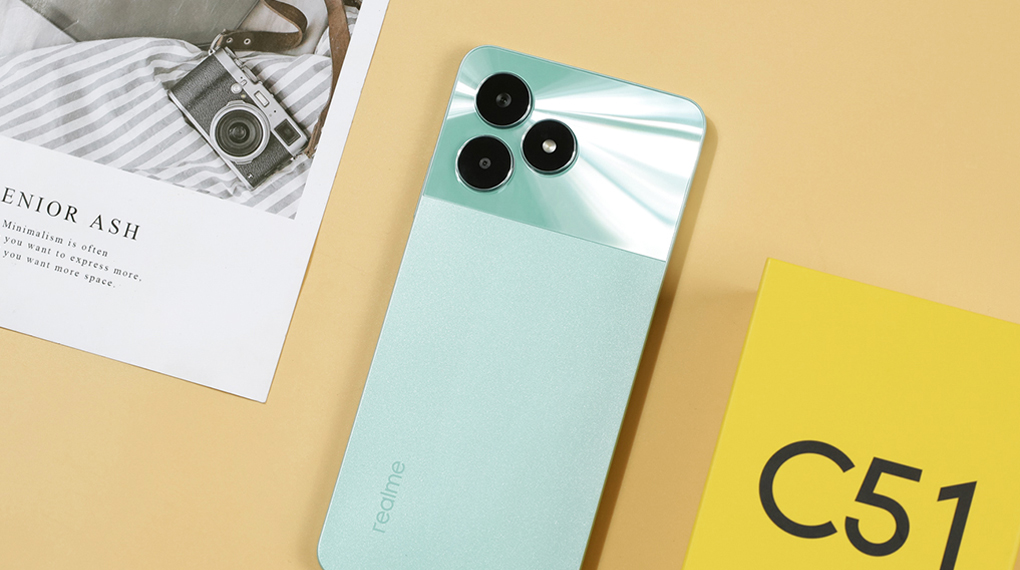 ENIOR ASH
Minimalism is often
you want to express more,
you want more space.
realme
C51